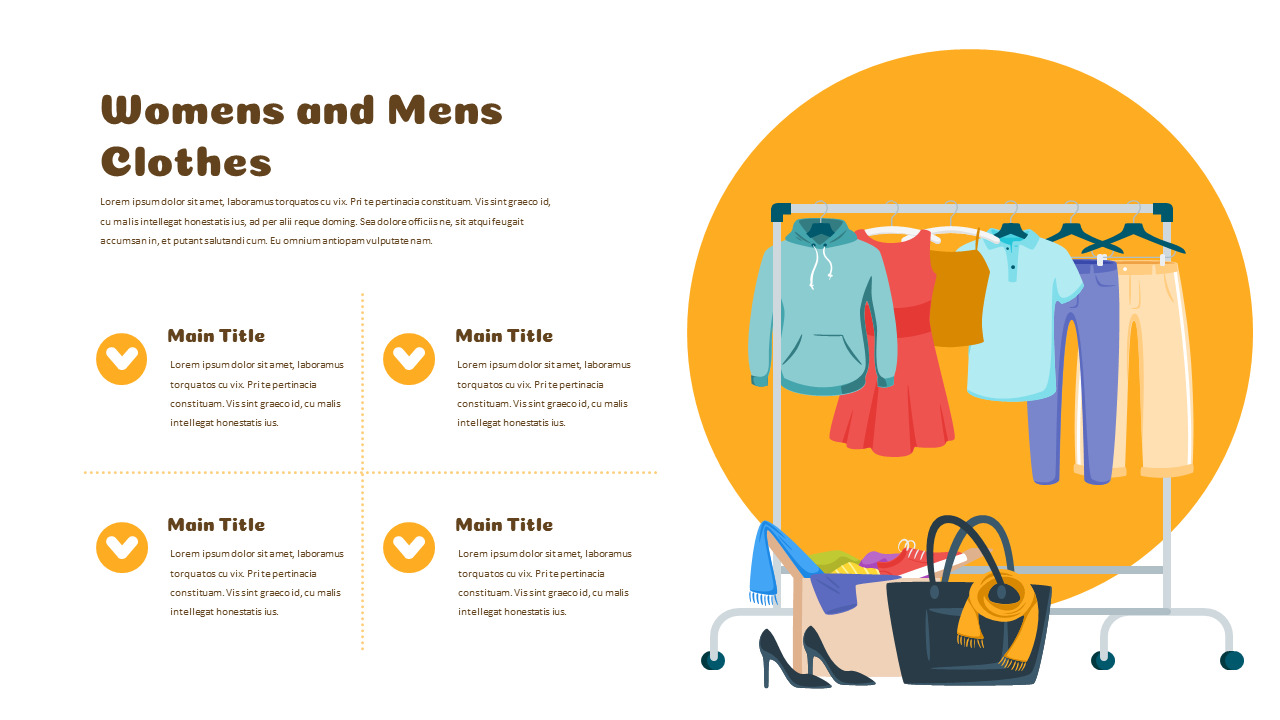 Womens and Mens
Clothes
Lorem ipsum dolor sit amet, laboramus torquatos cu vix. Pri te pertinacia constituam. Vis sint graeco id,
cu malis intellegat honestatis ius, ad per alii reque doming. Sea dolore officiis ne, sit atqui feugait
accumsan in, et putant salutandi cum. Eu omnium antiopam vulputate nam.
Main Title
Lorem ipsum dolor sit amet, laboramus
torquatos cu vix. Pri te pertinacia
constituam. Vis sint graeco id, cu malis
intellegat honestatis ius.
Main Title
Lorem ipsum dolor sit amet, laboramus
torquatos cu vix. Pri te pertinacia
constituam. Vis sint graeco id, cu malis
intellegat honestatis ius.
Main Title
Lorem ipsum dolor sit amet, laboramus
torquatos cu vix. Pri te pertinacia
constituam. Vis sint graeco id, cu malis
intellegat honestatis ius.
Main Title
Lorem ipsum dolor sit amet, laboramus
torquatos cu vix. Pri te pertinacia
constituam. Vis sint graeco id, cu malis
intellegat honestatis ius.